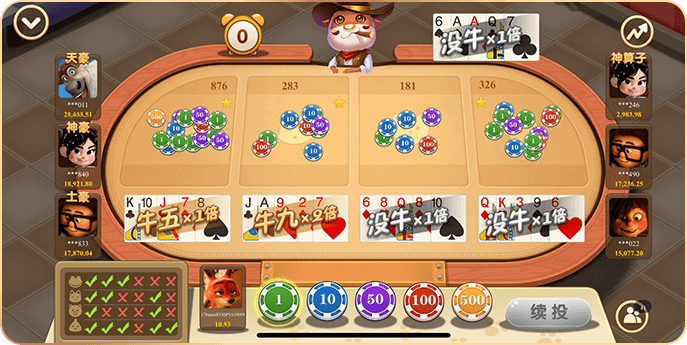 0
6 A A Q 7
没牛×1倍
天豪
***011
20,453.51
神豪
***840
18,921.80
土豪
***833
17,870.04
神算子
***246
2,983.98
***490
17,236.25
***022
15,077.20
876
283
181
326
K 10 J 7 8
牛五×1倍
J A 9 2 7
牛九×2倍
6 8 Q 8 10
没牛×1倍
Q K 3 9 6
没牛×1倍
10.53
1
10
50
100
500
续投